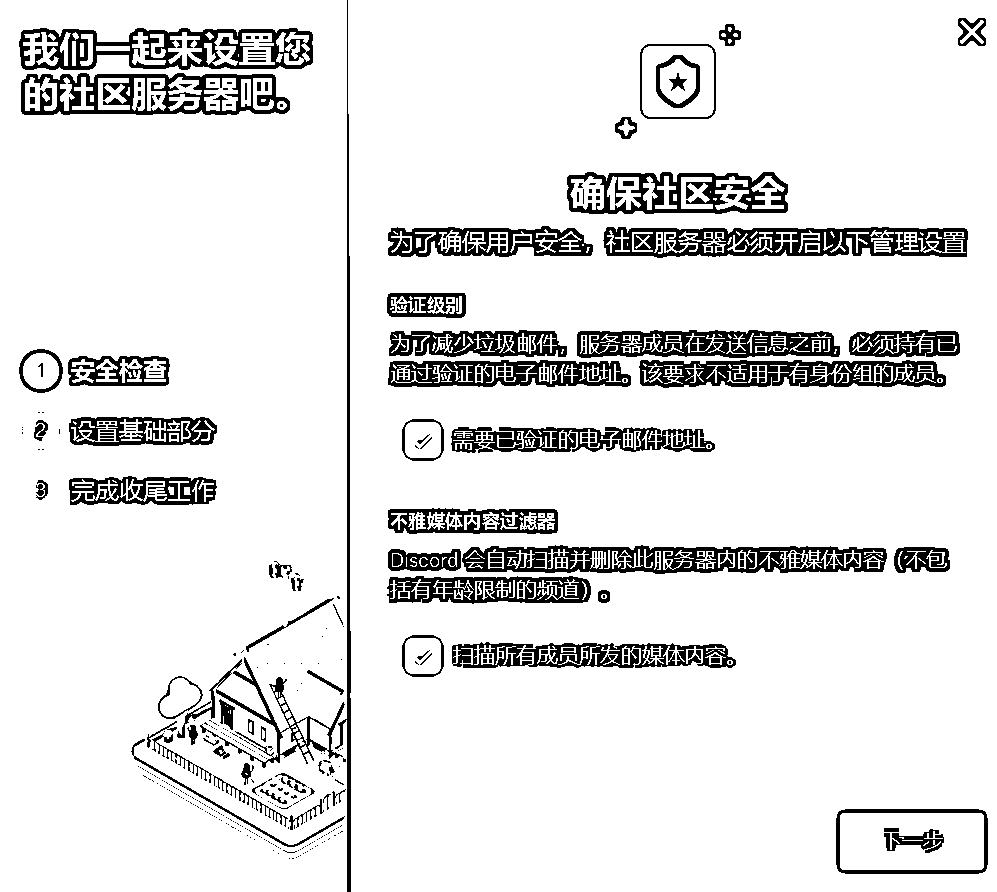 我们一起来设置您
的社区服务器吧。
1 安全检查
2 设置基础部分
3 完成收尾工作
确保社区安全
为了确保用户安全，社区服务器必须开启以下管理设置
验证级别
为了减少垃圾邮件，服务器成员在发送信息之前，必须持有已
通过验证的电子邮件地址。该要求不适用于有身份组的成员。
需要已验证的电子邮件地址。
不雅媒体内容过滤器
Discord 会自动扫描并删除此服务器内的不雅媒体内容（不包
括有年龄限制的频道）。
扫描所有成员所发的媒体内容。
下一步